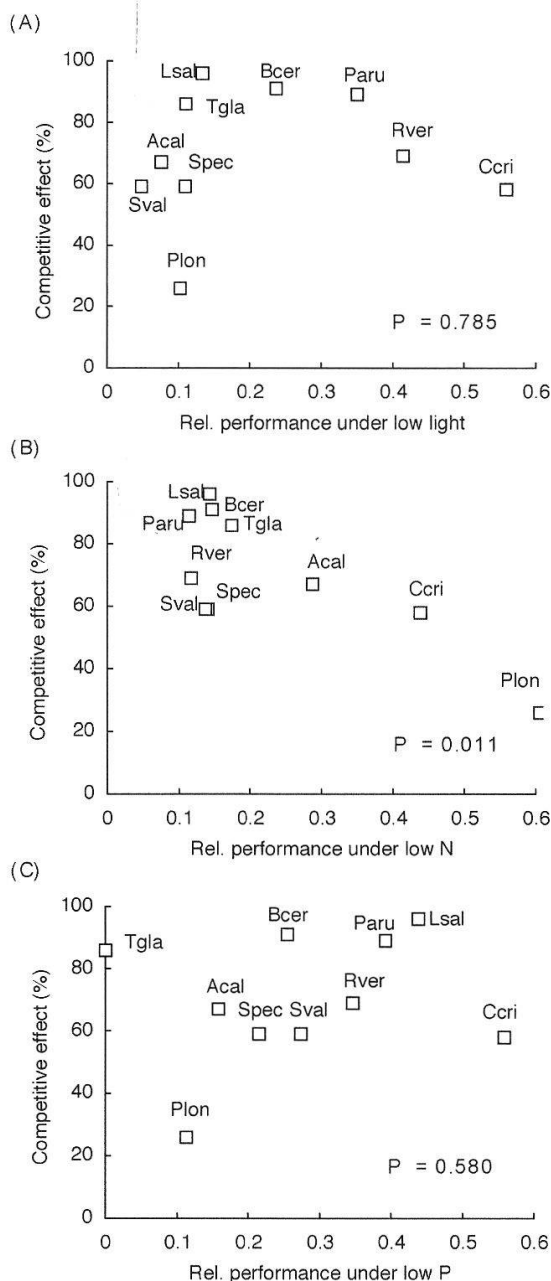 (A)
100
Lsal
Bcer
Paru
Tgla
80
Rver
Acal
Spec
Ccri
60
Sval
40
Plon
20
P = 0.785
0
0 0.1 0.2 0.3 0.4 0.5 0.6
Competitive effect (%)
Rel. performance under low light
(B)
100
Lsal
Bcer
Paru
Tgla
80
Rver
Acal
Sval
Spec
Ccri
60
40
Plon
20
P = 0.011
0
0 0.1 0.2 0.3 0.4 0.5 0.6
Competitive effect (%)
Rel. performance under low N
(C)
100
Tgla
Bcer
Paru
Lsal
80
Acal
Spec
Sval
Rver
Ccri
60
40
Plon
20
P = 0.580
0
0 0.1 0.2 0.3 0.4 0.5 0.6
Competitive effect (%)
Rel. performance under low P